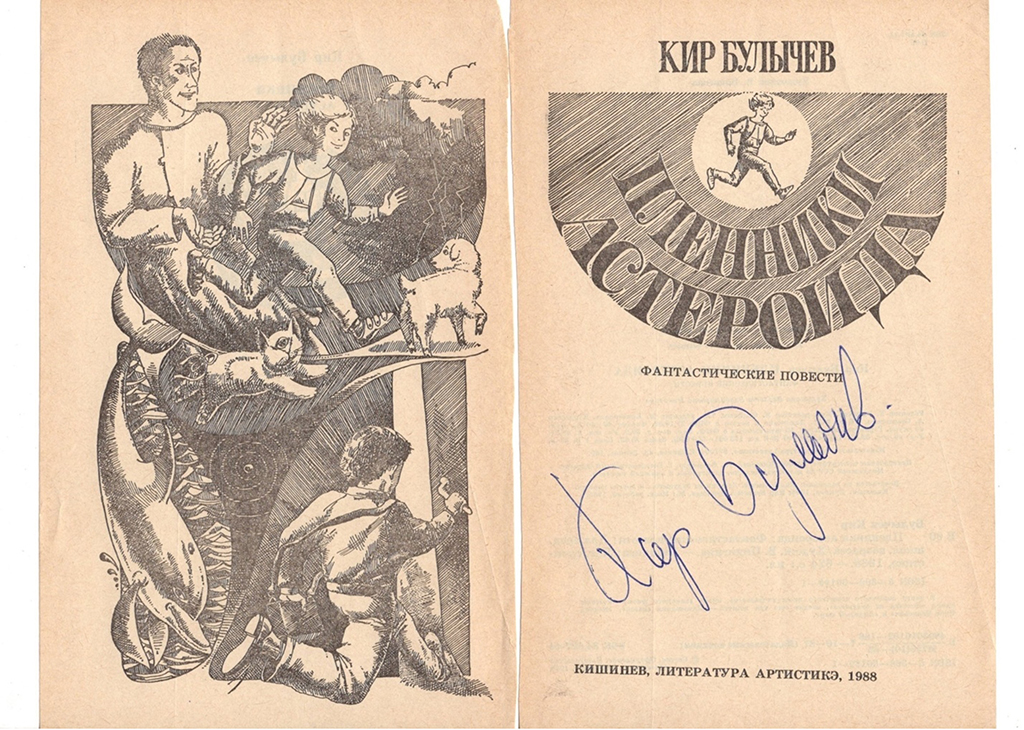 КИР БУЛЫЧЕВ
ПЛЕННИКИ
АСТЕРОИДА
ФАНТАСТИЧЕСКИЕ ПОВЕСТИ
Кир Булычев.
КИШИНЕВ, ЛИТЕРАТУРА АРТИСТИКЭ, 1988